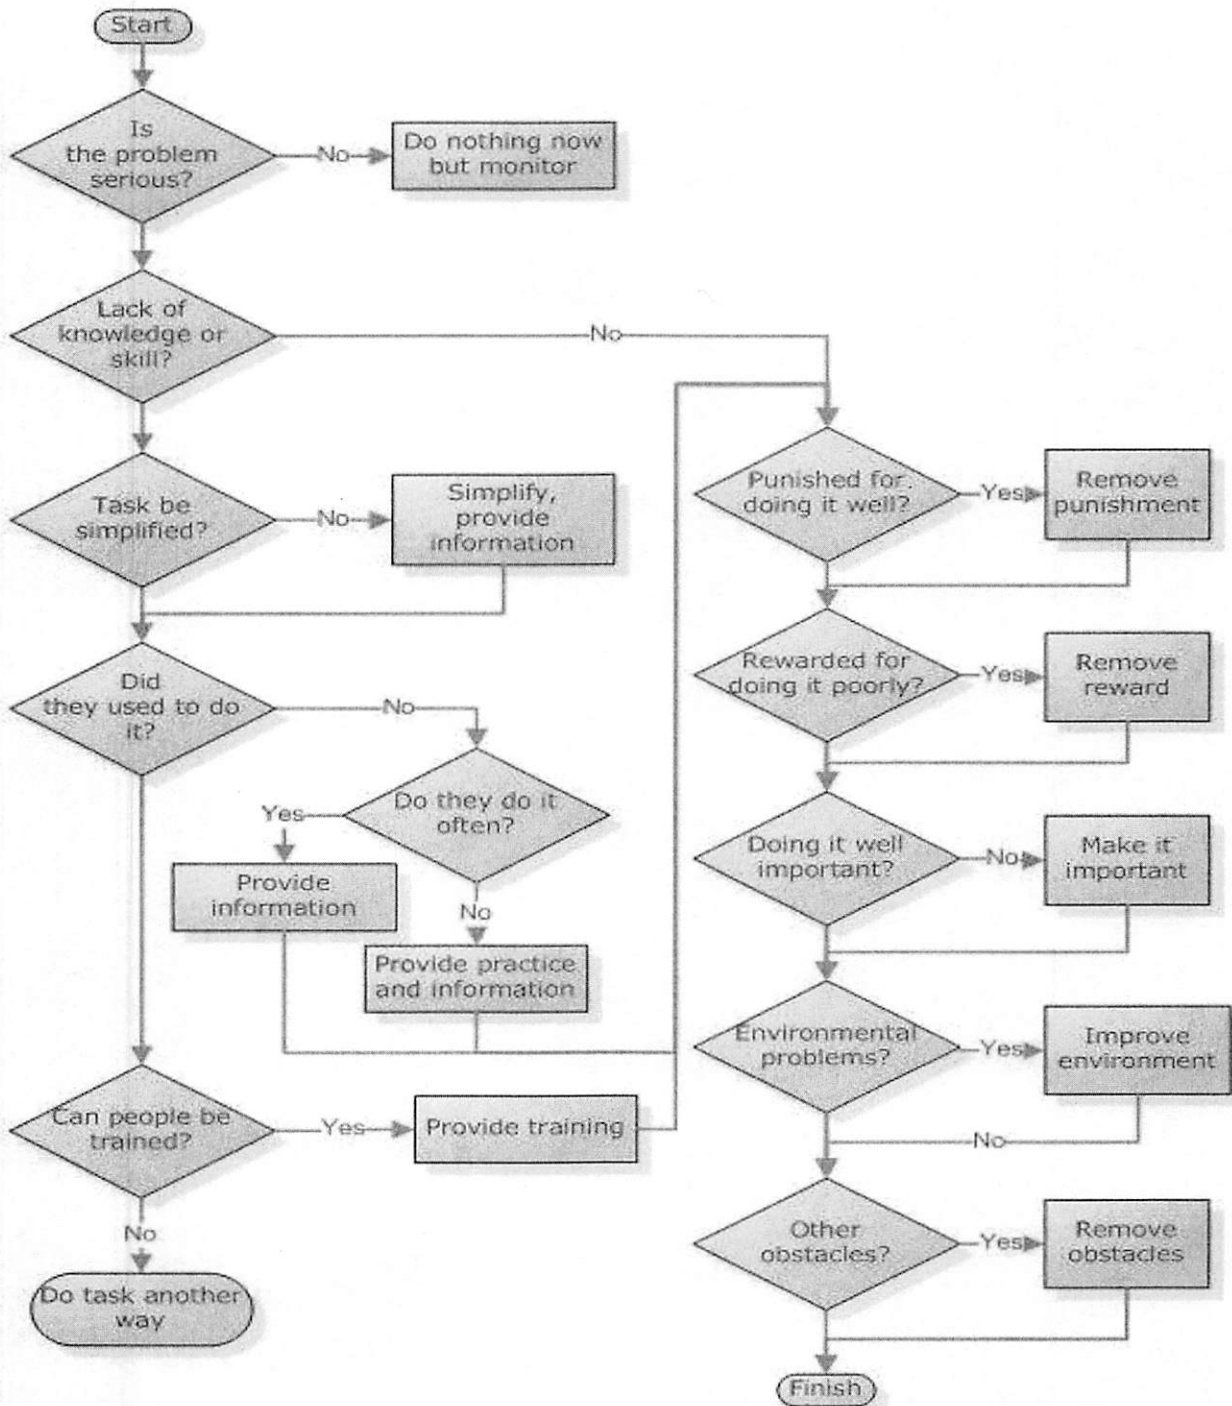 Start
Is
the problem
serious?
No
Do nothing now
but monitor
Lack of
knowledge or
skill?
No
Task be
simplified?
No
Simplify,
provide
information
Did
they used to do
it?
No
Do they do it
often?
Yes
Provide
information
No
Provide practice
and information
Can people be
trained?
Yes
Provide training
No
Do task another
way
Punished for
doing it well?
Yes
Remove
punishment
Rewarded for
doing it poorly?
Yes
Remove
reward
Doing it well
important?
No
Make it
important
Environmental
problems?
Yes
Improve
environment
No
Other
obstacles?
Yes
Remove
obstacles
Finish